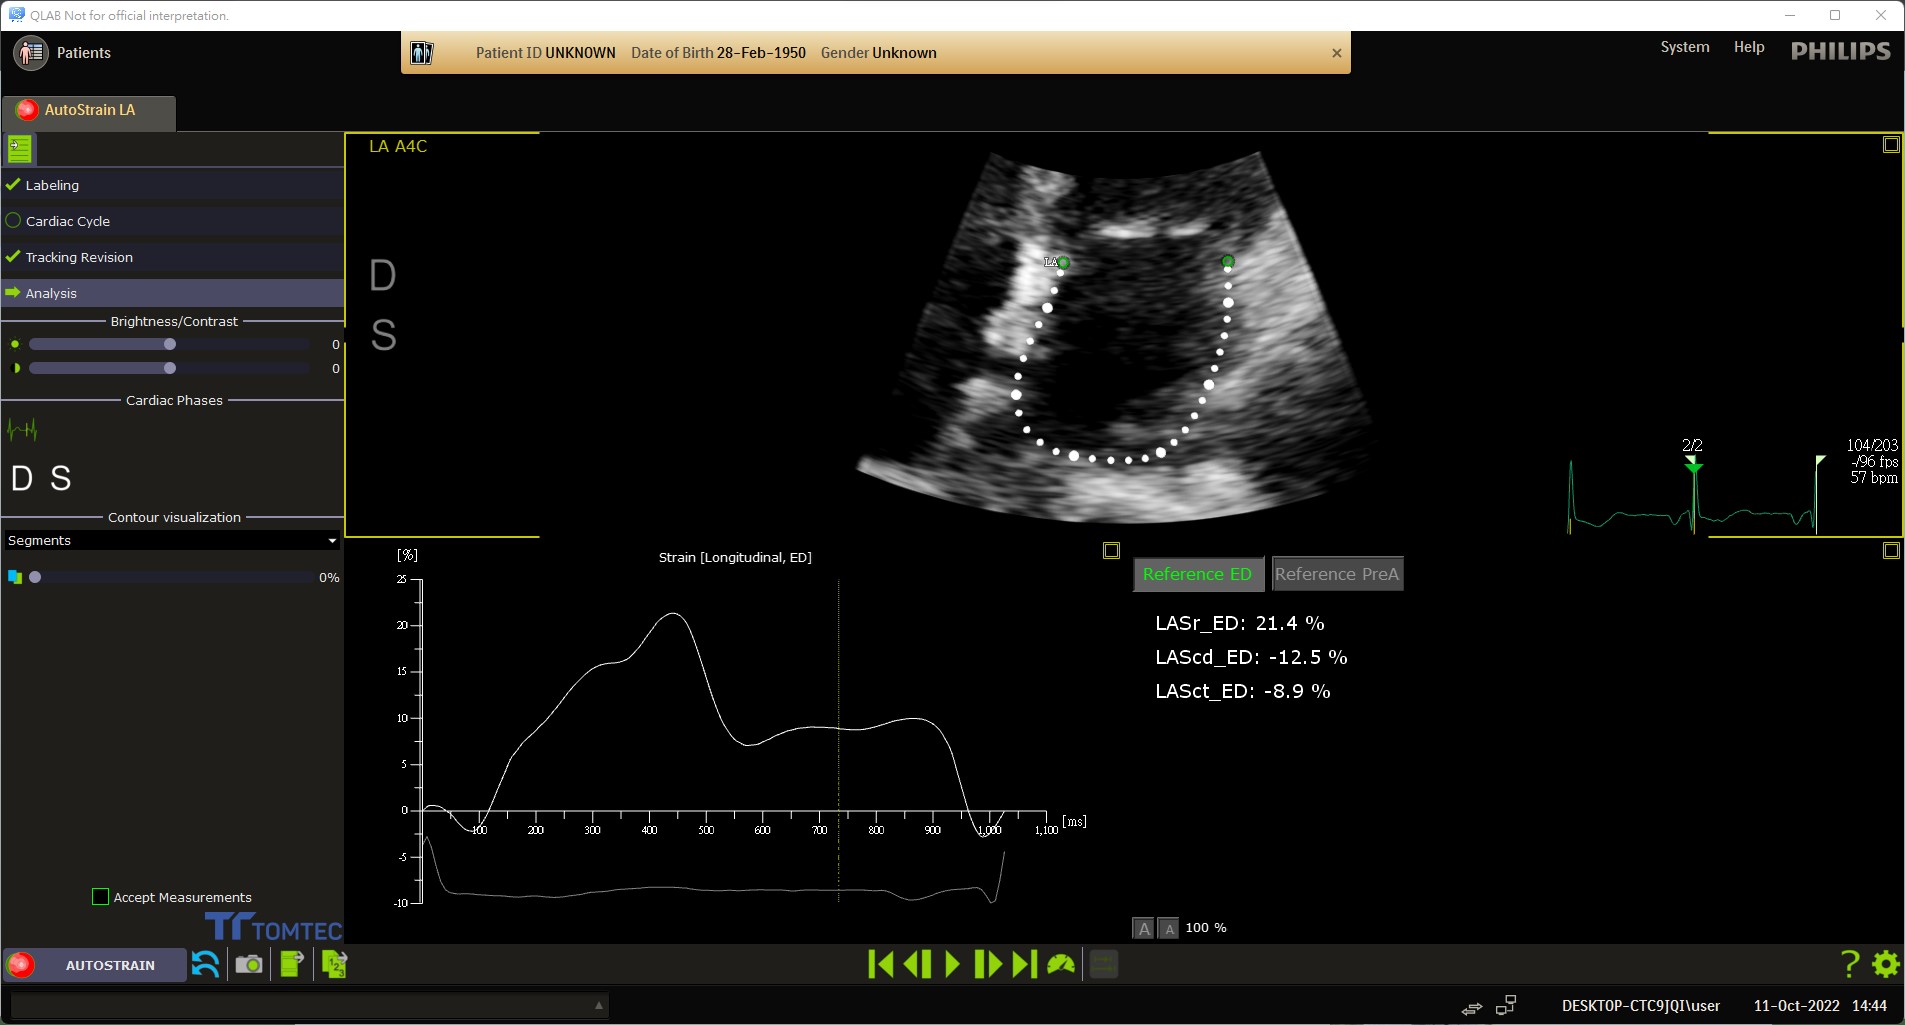 QLAB Not for official interpretation.
Patients
Patient ID UNKNOWN Date of Birth 28-Feb-1950 Gender Unknown
System Help PHILIPS
AutoStrain LA
Labeling
Cardiac Cycle
Tracking Revision
Analysis
Brightness/Contrast
0
0
Cardiac Phases
D S
Contour visualization
Segments
0%
Accept Measurements
TOMTEC
LA A4C
D
S
LA
2/2
104/203
-/96 fps
57 bpm
[%]
Strain [Longitudinal, ED]
25
20
15
10
5
0
-5
-10
100 200 300 400 500 600 700 800 900 1,000 1,100 [ms]
Reference ED Reference PreA
LASr_ED: 21.4 %
LAScd_ED: -12.5 %
LASct_ED: -8.9 %
A A 100 %
AUTOSTRAIN
1 2 3
?
DESKTOP-CTC9JQI\user 11-Oct-2022 14:44